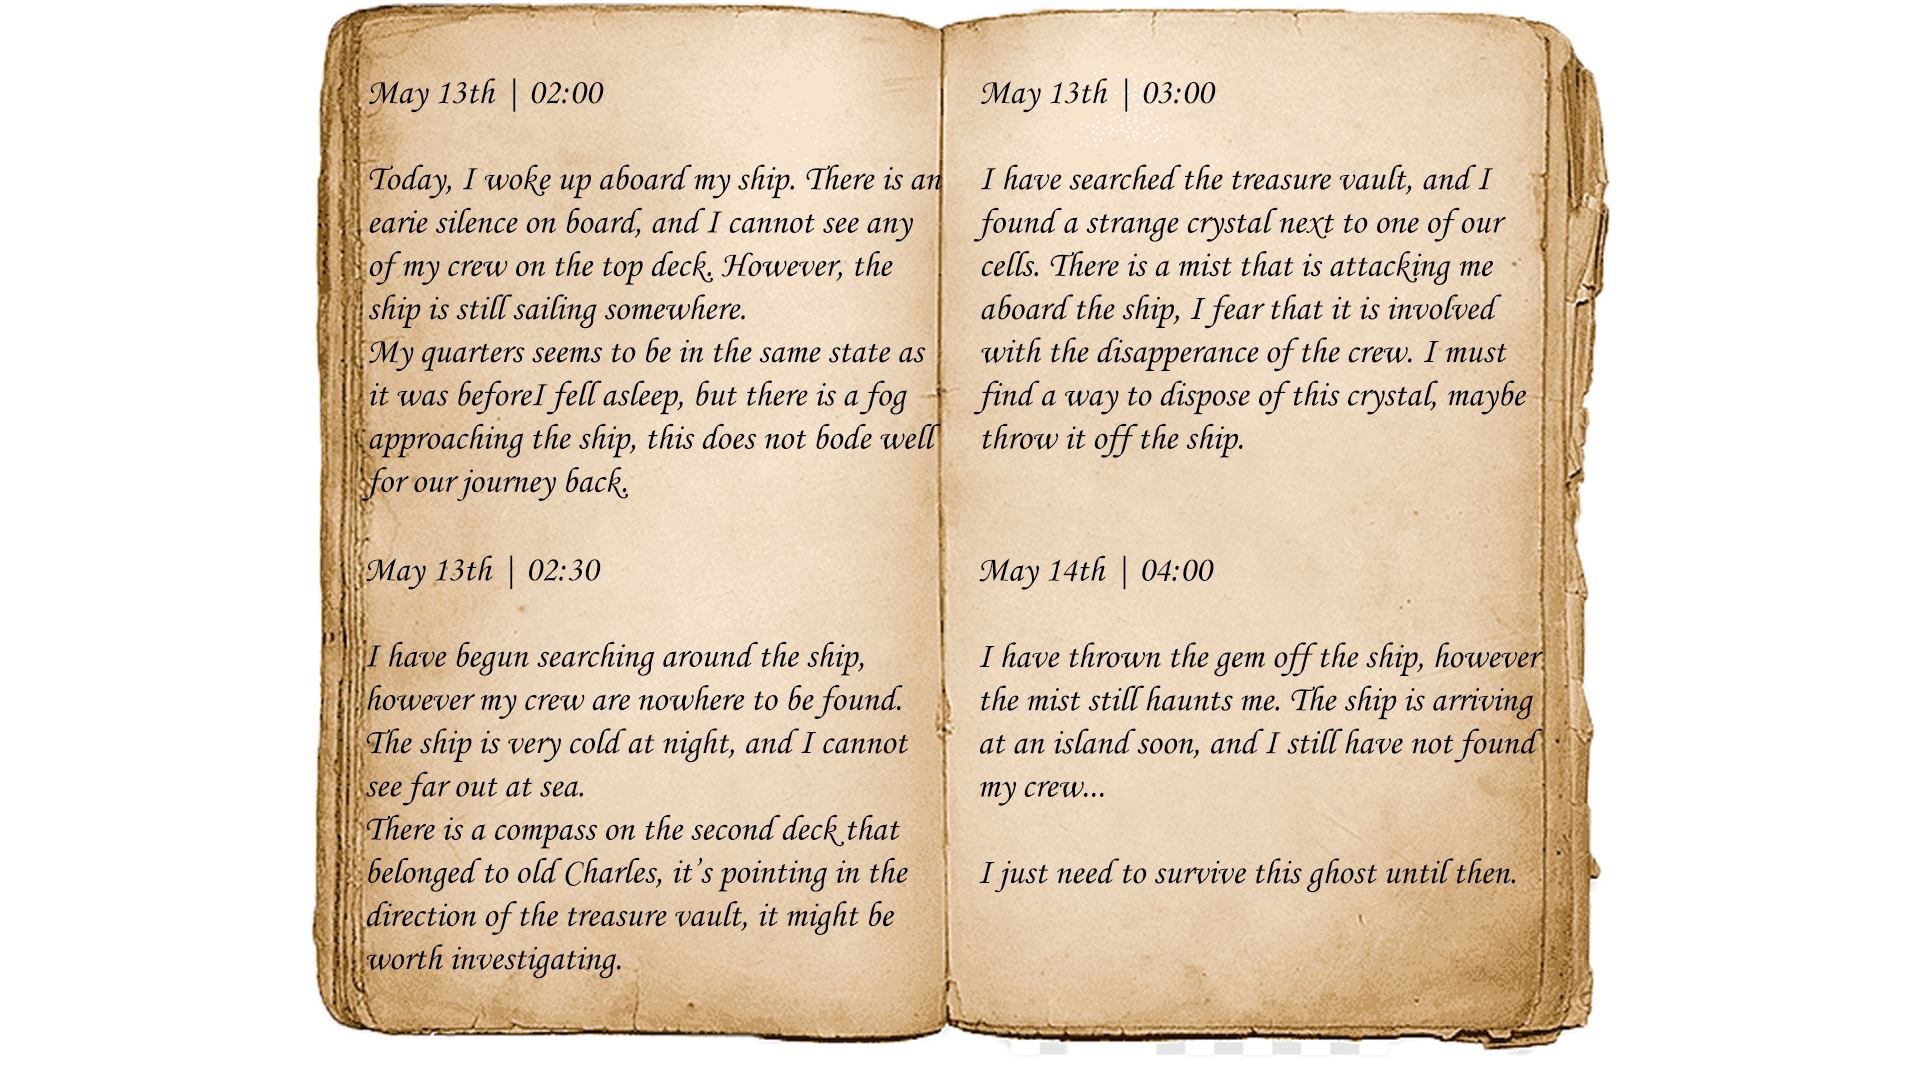 May 13th | 02:00
Today, I woke up aboard my ship. There is an
earie silence on board, and I cannot see any
of my crew on the top deck. However, the
ship is still sailing somewhere.
My quarters seems to be in the same state as
it was beforeI fell asleep, but there is a fog
approaching the ship, this does not bode well
for our journey back.
May 13th | 02:30
I have begun searching around the ship,
however my crew are nowhere to be found.
The ship is very cold at night, and I cannot
see far out at sea.
There is a compass on the second deck that
belonged to old Charles, it's pointing in the
direction of the treasure vault, it might be
worth investigating.
May 13th | 03:00
I have searched the treasure vault, and I
found a strange crystal next to one of our
cells. There is a mist that is attacking me
aboard the ship, I fear that it is involved
with the disapperance of the crew. I must
find a way to dispose of this crystal, maybe
throw it off the ship.
May 14th | 04:00
I have thrown the gem off the ship, however
the mist still haunts me. The ship is arriving
at an island soon, and I still have not found
my crew...
I just need to survive this ghost until then.